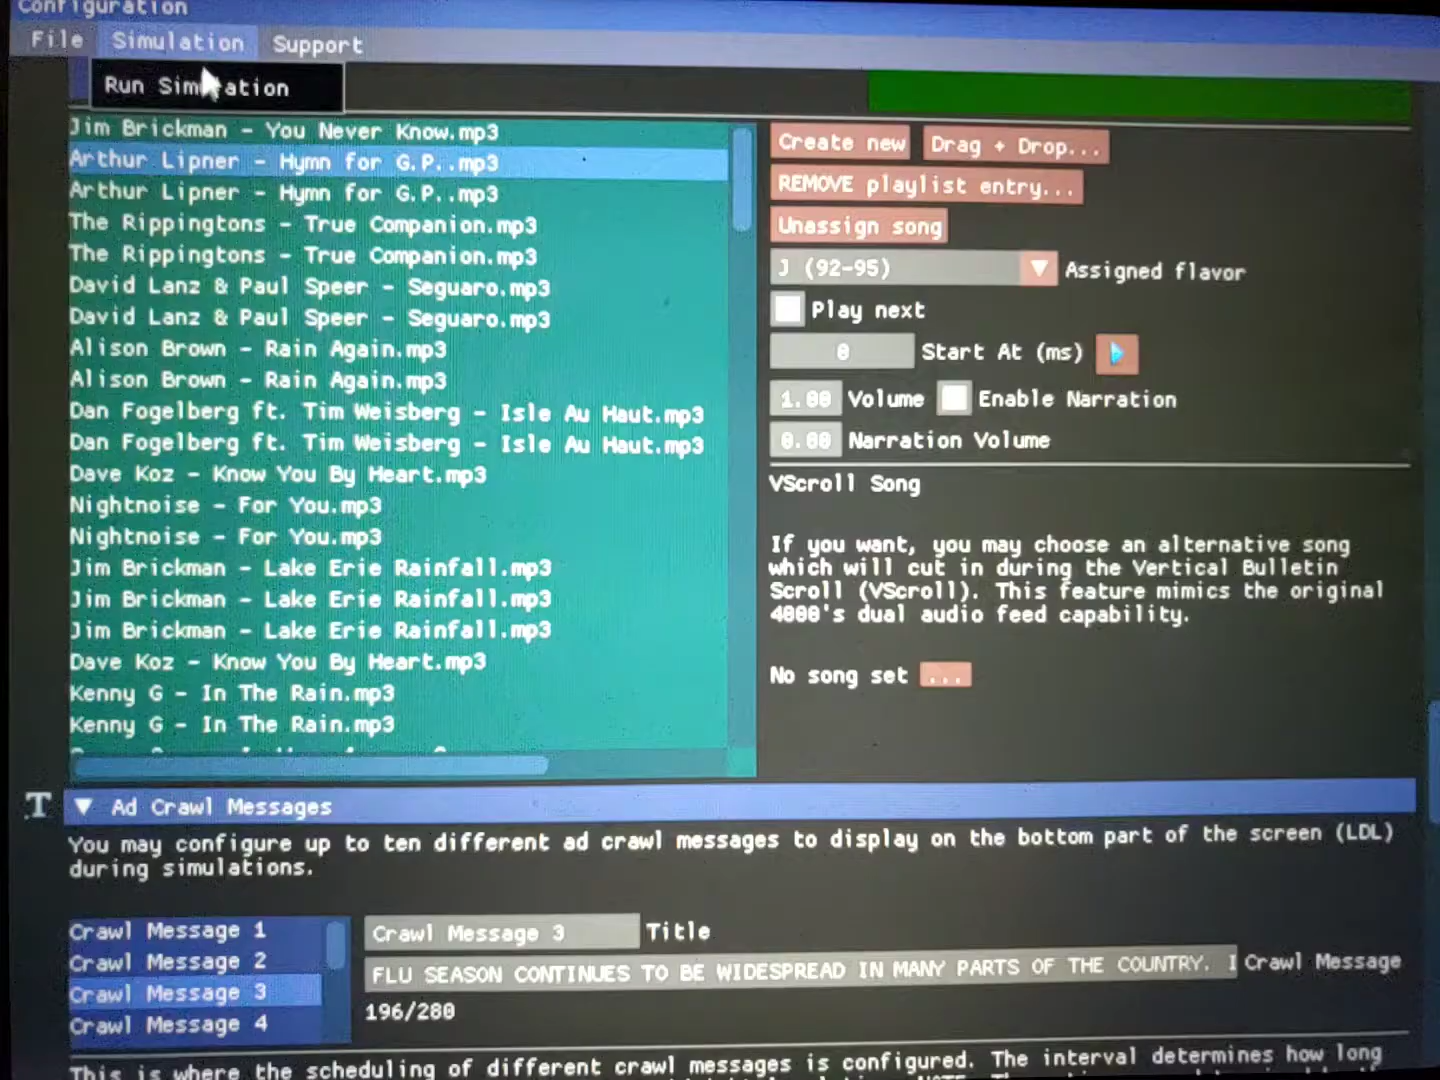 Configuration
File Simulation Support
Run Simulation
Jim Brickman - You Never Know.mp3
Arthur Lipner - Hymn for G.P..mp3
Arthur Lipner - Hymn for G.P..mp3
The Rippingtons - True Companion.mp3
The Rippingtons - True Companion.mp3
David Lanz & Paul Speer - Seguaro.mp3
David Lanz & Paul Speer - Seguaro.mp3
Alison Brown - Rain Again.mp3
Alison Brown - Rain Again.mp3
Dan Fogelberg ft. Tim Weisberg - Isle Au Haut.mp3
Dan Fogelberg ft. Tim Weisberg - Isle Au Haut.mp3
Dave Koz - Know You By Heart.mp3
Nightnoise - For You.mp3
Nightnoise - For You.mp3
Jim Brickman - Lake Erie Rainfall.mp3
Jim Brickman - Lake Erie Rainfall.mp3
Jim Brickman - Lake Erie Rainfall.mp3
Dave Koz - Know You By Heart.mp3
Kenny G - In The Rain.mp3
Kenny G - In The Rain.mp3
Create new Drag + Drop...
REMOVE playlist entry...
Unassign song
J (92-95) Assigned flavor
Play next
0 Start At (ms)
1.00 Volume Enable Narration
0.00 Narration Volume
VScroll Song
If you want, you may choose an alternative song
which will cut in during the Vertical Bulletin
Scroll (VScroll). This feature mimics the original
4000's dual audio feed capability.
No song set ...
T Ad Crawl Messages
You may configure up to ten different ad crawl messages to display on the bottom part of the screen (LDL)
during simulations.
Crawl Message 1
Crawl Message 2
Crawl Message 3
Crawl Message 4
Crawl Message 3 Title
FLU SEASON CONTINUES TO BE WIDESPREAD IN MANY PARTS OF THE COUNTRY. I Crawl Message
196/280
This is where the scheduling of different crawl messages is configured. The interval determines how long